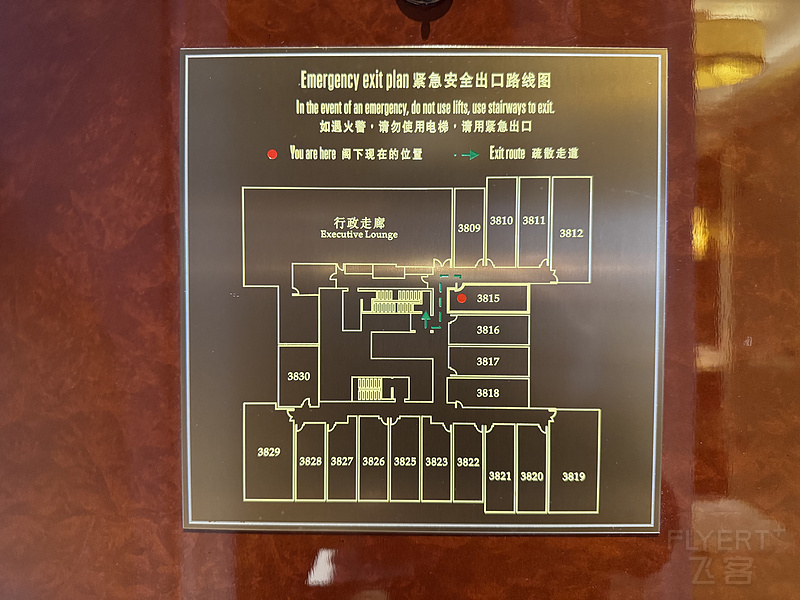 Emergency exit plan 紧急安全出口路线图
In the event of an emergency, do not use lifts, use stairways to exit.
如遇火警，请勿使用电梯，请用紧急出口
You are here 阁下现在的位置 Exit route 疏散走道
行政走廊
Executive Lounge
3809
3810
3811
3812
3815
3816
3817
3818
3830
3829
3828
3827
3826
3825
3823
3822
3821
3820
3819
FLYERT+
飞客